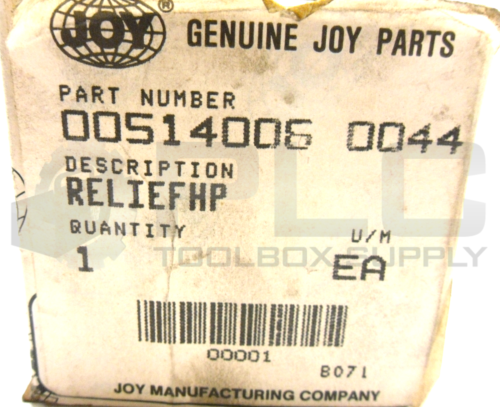 JOY ® GENUINE JOY PARTS
PART NUMBER
00514006 0044
DESCRIPTION
RELIEFHP
QUANTITY U/M
1 EA
00001
8071
JOY MANUFACTURING COMPANY
PLC
TOOLBOX SUPPLY